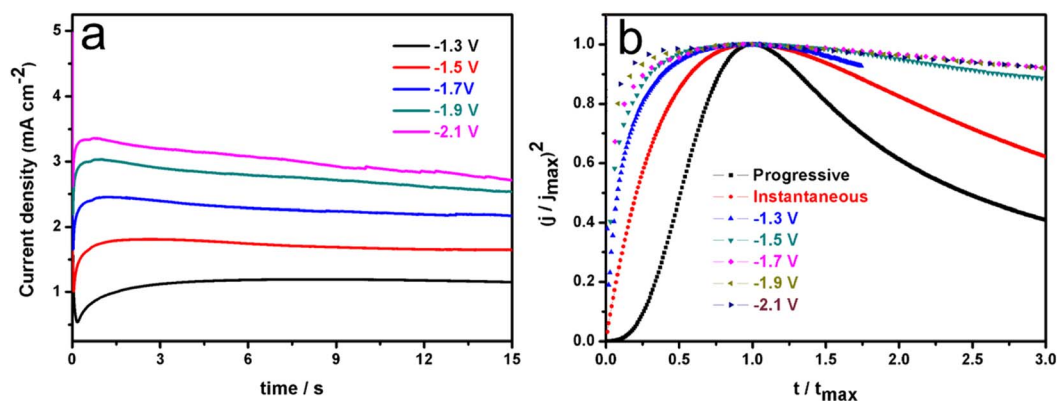 a
-1.3 V
-1.5 V
-1.7V
-1.9 V
-2.1 V
Current density (mA cm⁻²)
5
4
3
2
1
0
3
6
9
12
15
time / s
b
(j / jmax)²
1.0
0.8
0.6
0.4
0.2
0.0
Progressive
Instantaneous
-1.3 V
-1.5 V
-1.7 V
-1.9 V
-2.1 V
0.0
0.5
1.0
1.5
2.0
2.5
3.0
t / tmax